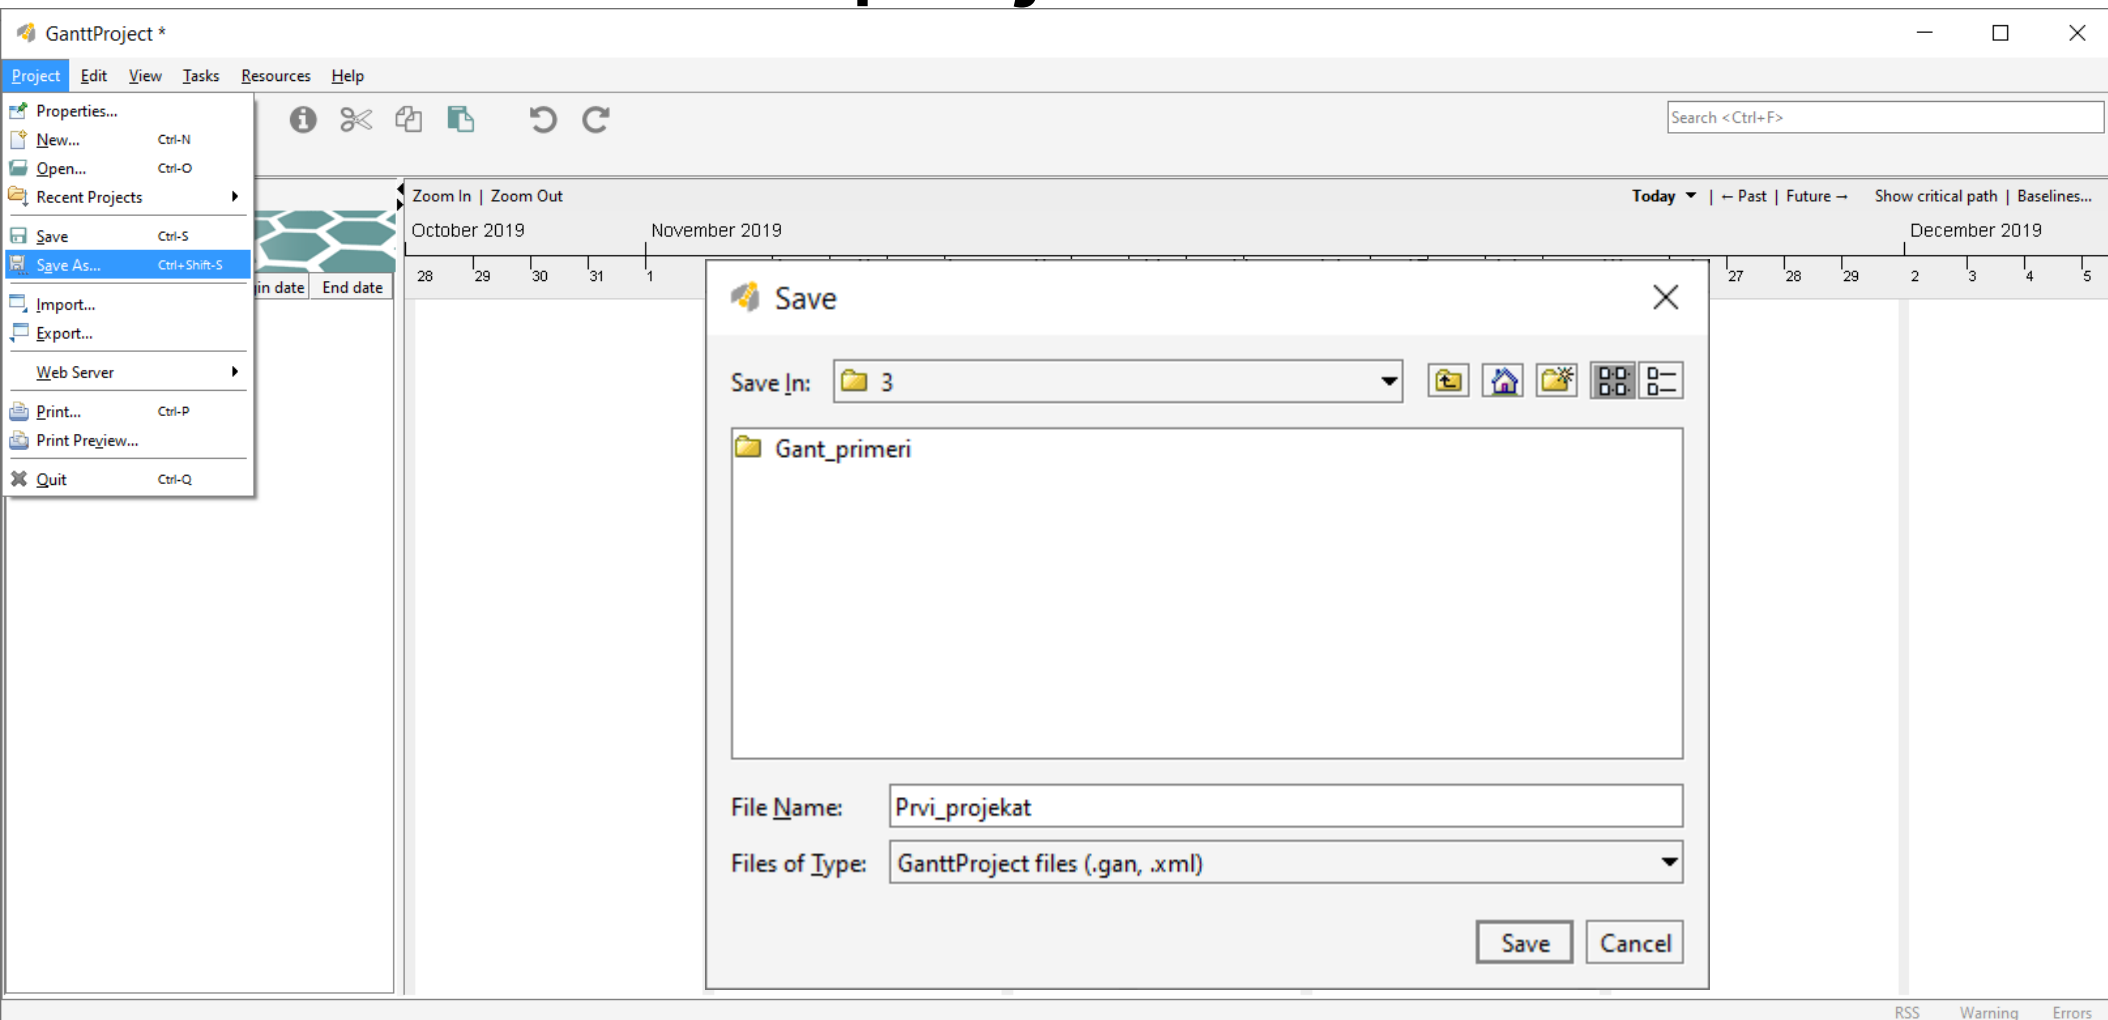 GanttProject *
Project Edit View Tasks Resources Help
Properties...
New... Ctrl-N
Open... Ctrl-O
Recent Projects
Save Ctrl-S
Save As... Ctrl+Shift-S
Import...
Export...
Web Server
Print... Ctrl-P
Print Preview...
Quit Ctrl-Q
Search <Ctrl+F>
Zoom In | Zoom Out
Today | ← Past | Future → Show critical path | Baselines...
October 2019 November 2019 December 2019
28 29 30 31 1 27 28 29 2 3 4 5
date End date
Save
Save In: 3
Gant_primeri
File Name: Prvi_projekat
Files of Type: GanttProject files (.gan, .xml)
Save Cancel
RSS Warning Errors